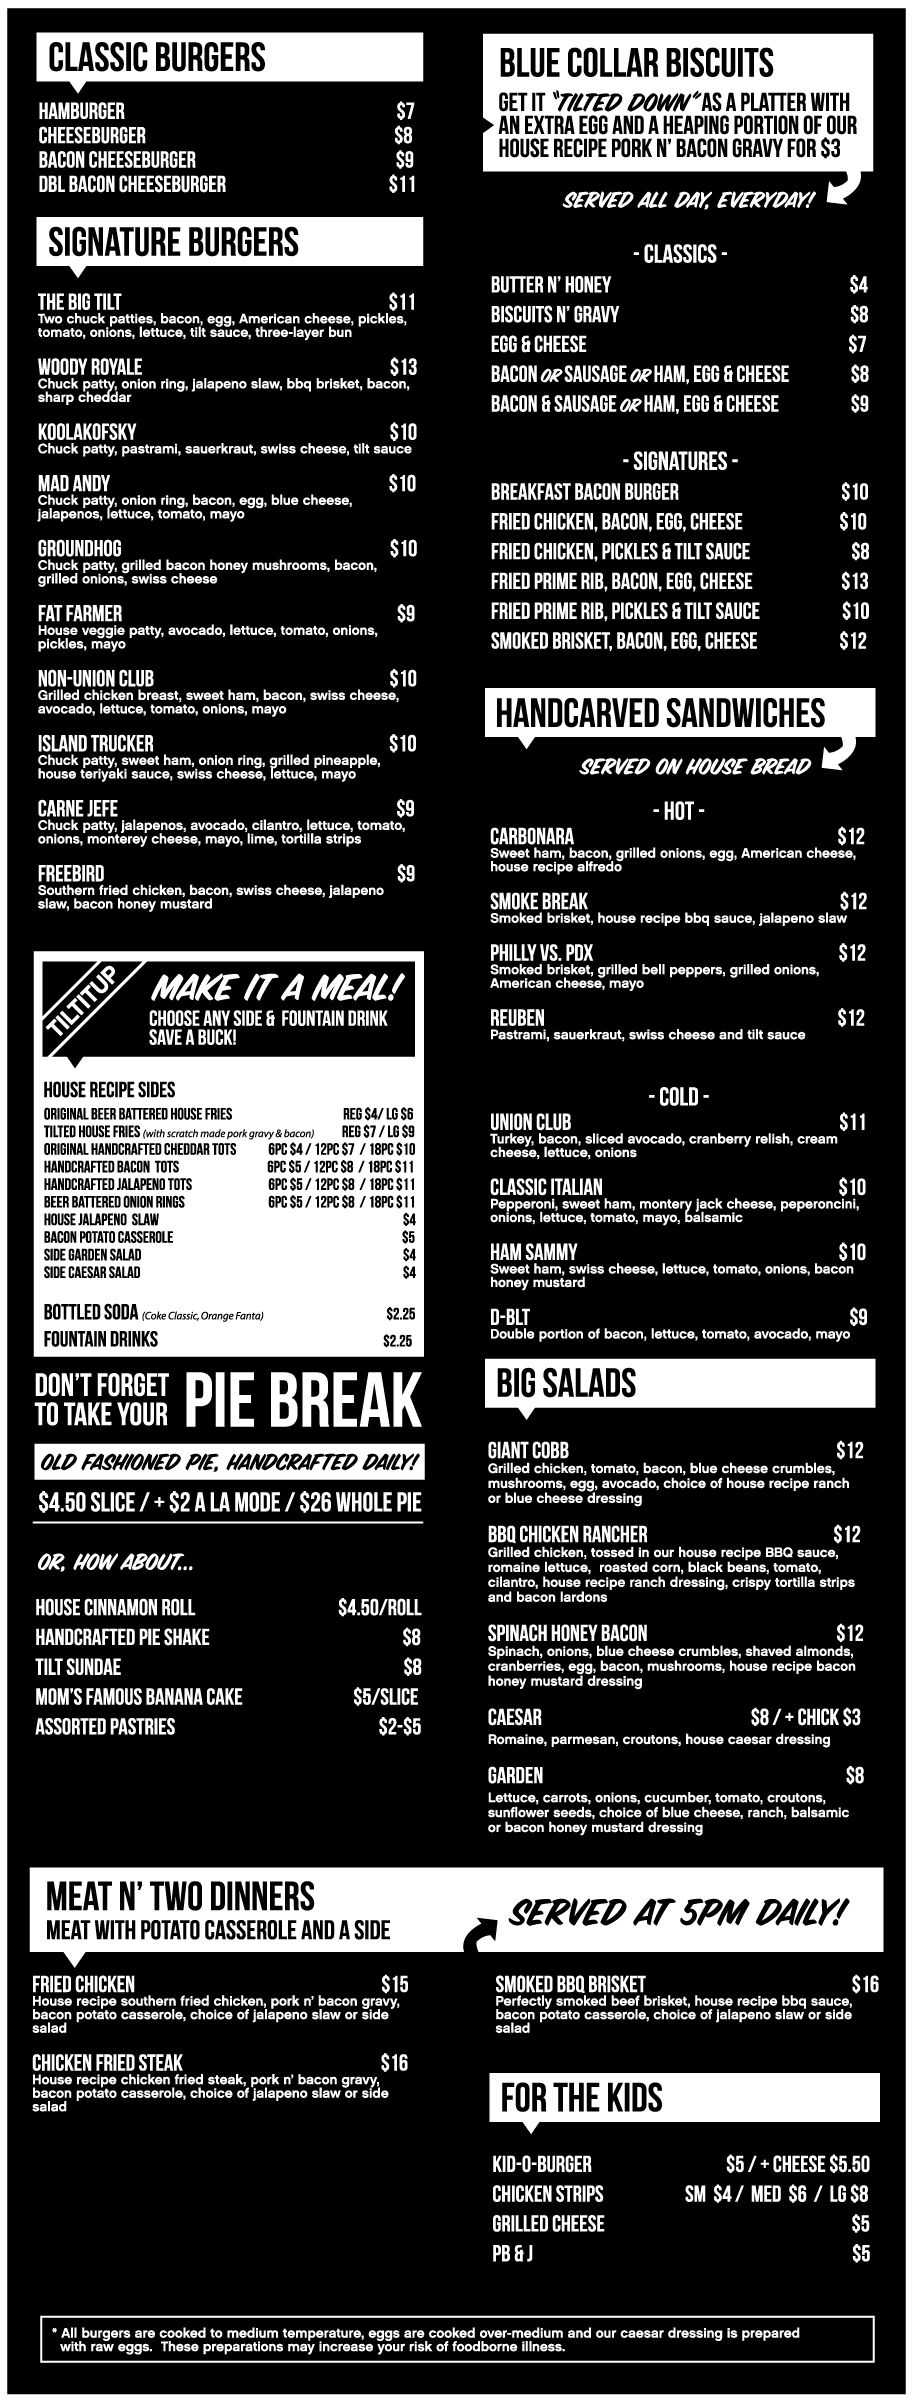 CLASSIC BURGERS
HAMBURGER $7
CHEESEBURGER $8
BACON CHEESEBURGER $9
DBL BACON CHEESEBURGER $11
SIGNATURE BURGERS
THE BIG TILT $11
Two chuck patties, bacon, egg, American cheese, pickles,
tomato, onions, lettuce, tilt sauce, three-layer bun
WOODY ROYALE $13
Chuck patty, onion ring, jalapeno slaw, bbq brisket, bacon,
sharp cheddar
KOOLAKOFSKY $10
Chuck patty, pastrami, sauerkraut, swiss cheese, tilt sauce
MAD ANDY $10
Chuck patty, onion ring, bacon, egg, blue cheese,
jalapenos, lettuce, tomato, mayo
GROUNDHOG $10
Chuck patty, grilled bacon honey mushrooms, bacon,
grilled onions, swiss cheese
FAT FARMER $9
House veggie patty, avocado, lettuce, tomato, onions,
pickles, mayo
NON-UNION CLUB $10
Grilled chicken breast, sweet ham, bacon, swiss cheese,
avocado, lettuce, tomato, onions, mayo
ISLAND TRUCKER $10
Chuck patty, sweet ham, onion ring, grilled pineapple,
house teriyaki sauce, swiss cheese, lettuce, mayo
CARNE JEFE $9
Chuck patty, jalapenos, avocado, cilantro, lettuce, tomato,
onions, monterey cheese, mayo, lime, tortilla strips
FREEBIRD $9
Southern fried chicken, bacon, swiss cheese, jalapeno
slaw, bacon honey mustard
TILTITUP
MAKE IT A MEAL!
CHOOSE ANY SIDE & FOUNTAIN DRINK
SAVE A BUCK!
HOUSE RECIPE SIDES
ORIGINAL BEER BATTERED HOUSE FRIES REG $4/ LG $6
TILTED HOUSE FRIES (with scratch made pork gravy & bacon) REG $7 / LG $9
ORIGINAL HANDCRAFTED CHEDDAR TOTS 6PC $4 / 12PC $7 / 18PC $10
HANDCRAFTED BACON TOTS 6PC $5 / 12PC $8 / 18PC $11
HANDCRAFTED JALAPENO TOTS 6PC $5 / 12PC $8 / 18PC $11
BEER BATTERED ONION RINGS 6PC $5 / 12PC $8 / 18PC $11
HOUSE JALAPENO SLAW $4
BACON POTATO CASSEROLE $5
SIDE GARDEN SALAD $4
SIDE CAESAR SALAD $4
BOTTLED SODA (Coke Classic, Orange Fanta) $2.25
FOUNTAIN DRINKS $2.25
DON'T FORGET
TO TAKE YOUR PIE BREAK
OLD FASHIONED PIE, HANDCRAFTED DAILY!
$4.50 SLICE / + $2 A LA MODE / $26 WHOLE PIE
OR, HOW ABOUT...
HOUSE CINNAMON ROLL $4.50/ROLL
HANDCRAFTED PIE SHAKE $8
TILT SUNDAE $8
MOM'S FAMOUS BANANA CAKE $5/SLICE
ASSORTED PASTRIES $2-$5
BLUE COLLAR BISCUITS
GET IT "TILTED DOWN" AS A PLATTER WITH
AN EXTRA EGG AND A HEAPING PORTION OF OUR
HOUSE RECIPE PORK N' BACON GRAVY FOR $3
SERVED ALL DAY, EVERYDAY!
- CLASSICS -
BUTTER N' HONEY $4
BISCUITS N' GRAVY $8
EGG & CHEESE $7
BACON OR SAUSAGE OR HAM, EGG & CHEESE $8
BACON & SAUSAGE OR HAM, EGG & CHEESE $9
- SIGNATURES -
BREAKFAST BACON BURGER $10
FRIED CHICKEN, BACON, EGG, CHEESE $10
FRIED CHICKEN, PICKLES & TILT SAUCE $8
FRIED PRIME RIB, BACON, EGG, CHEESE $13
FRIED PRIME RIB, PICKLES & TILT SAUCE $10
SMOKED BRISKET, BACON, EGG, CHEESE $12
HANDCARVED SANDWICHES
SERVED ON HOUSE BREAD
- HOT -
CARBONARA $12
Sweet ham, bacon, grilled onions, egg, American cheese,
house recipe alfredo
SMOKE BREAK $12
Smoked brisket, house recipe bbq sauce, jalapeno slaw
PHILLY VS. PDX $12
Smoked brisket, grilled bell peppers, grilled onions,
American cheese, mayo
REUBEN $12
Pastrami, sauerkraut, swiss cheese and tilt sauce
- COLD -
UNION CLUB $11
Turkey, bacon, sliced avocado, cranberry relish, cream
cheese, lettuce, onions
CLASSIC ITALIAN $10
Pepperoni, sweet ham, montery jack cheese, peperoncini,
onions, lettuce, tomato, mayo, balsamic
HAM SAMMY $10
Sweet ham, swiss cheese, lettuce, tomato, onions, bacon
honey mustard
D-BLT $9
Double portion of bacon, lettuce, tomato, avocado, mayo
BIG SALADS
GIANT COBB $12
Grilled chicken, tomato, bacon, blue cheese crumbles,
mushrooms, egg, avocado, choice of house recipe ranch
or blue cheese dressing
BBQ CHICKEN RANCHER $12
Grilled chicken, tossed in our house recipe BBQ sauce,
romaine lettuce, roasted corn, black beans, tomato,
cilantro, house recipe ranch dressing, crispy tortilla strips
and bacon lardons
SPINACH HONEY BACON $12
Spinach, onions, blue cheese crumbles, shaved almonds,
cranberries, egg, bacon, mushrooms, house recipe bacon
honey mustard dressing
CAESAR $8 / + CHICK $3
Romaine, parmesan, croutons, house caesar dressing
GARDEN $8
Lettuce, carrots, onions, cucumber, tomato, croutons,
sunflower seeds, choice of blue cheese, ranch, balsamic
or bacon honey mustard dressing
MEAT N' TWO DINNERS
MEAT WITH POTATO CASSEROLE AND A SIDE
SERVED AT 5PM DAILY!
FRIED CHICKEN $15
House recipe southern fried chicken, pork n' bacon gravy,
bacon potato casserole, choice of jalapeno slaw or side
salad
CHICKEN FRIED STEAK $16
House recipe chicken fried steak, pork n' bacon gravy,
bacon potato casserole, choice of jalapeno slaw or side
salad
SMOKED BBQ BRISKET $16
Perfectly smoked beef brisket, house recipe bbq sauce,
bacon potato casserole, choice of jalapeno slaw or side
salad
FOR THE KIDS
KID-O-BURGER $5 / + CHEESE $5.50
CHICKEN STRIPS SM $4 / MED $6 / LG $8
GRILLED CHEESE $5
PB & J $5
* All burgers are cooked to medium temperature, eggs are cooked over-medium and our caesar dressing is prepared
with raw eggs. These preparations may increase your risk of foodborne illness.